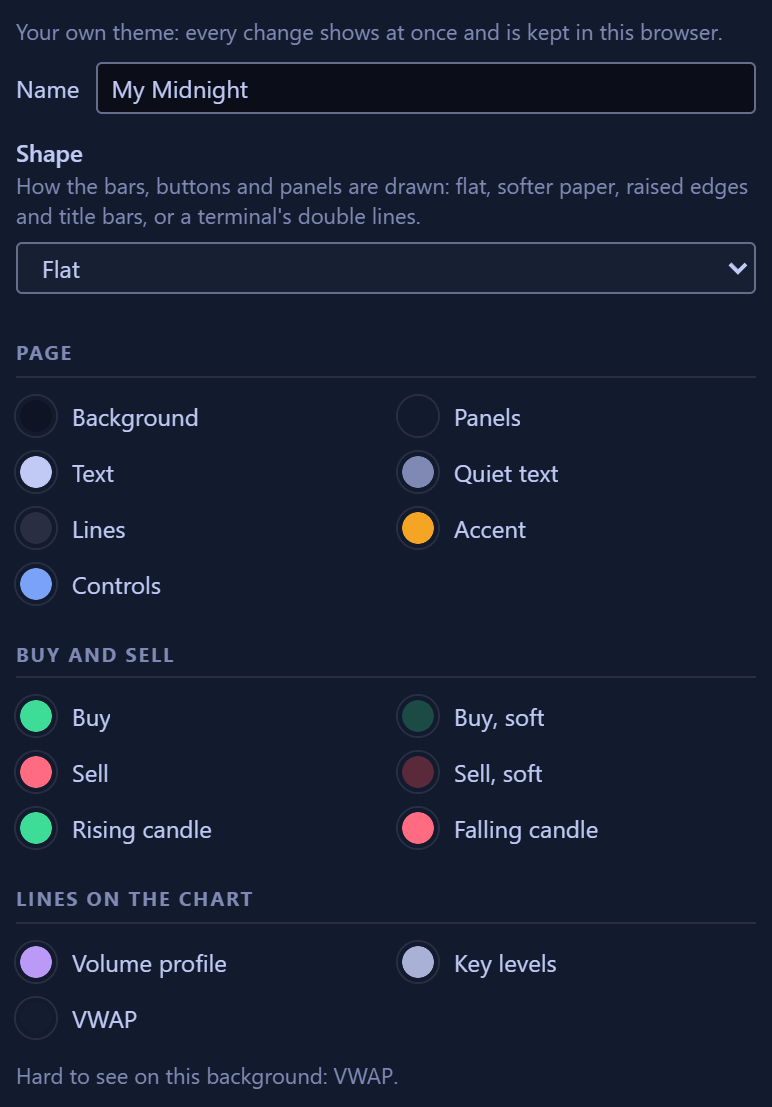 Your own theme: every change shows at once and is kept in this browser.
Name My Midnight
Shape
How the bars, buttons and panels are drawn: flat, softer paper, raised edges
and title bars, or a terminal's double lines.
Flat
PAGE
Background Panels
Text Quiet text
Lines Accent
Controls
BUY AND SELL
Buy Buy, soft
Sell Sell, soft
Rising candle Falling candle
LINES ON THE CHART
Volume profile Key levels
VWAP
Hard to see on this background: VWAP.